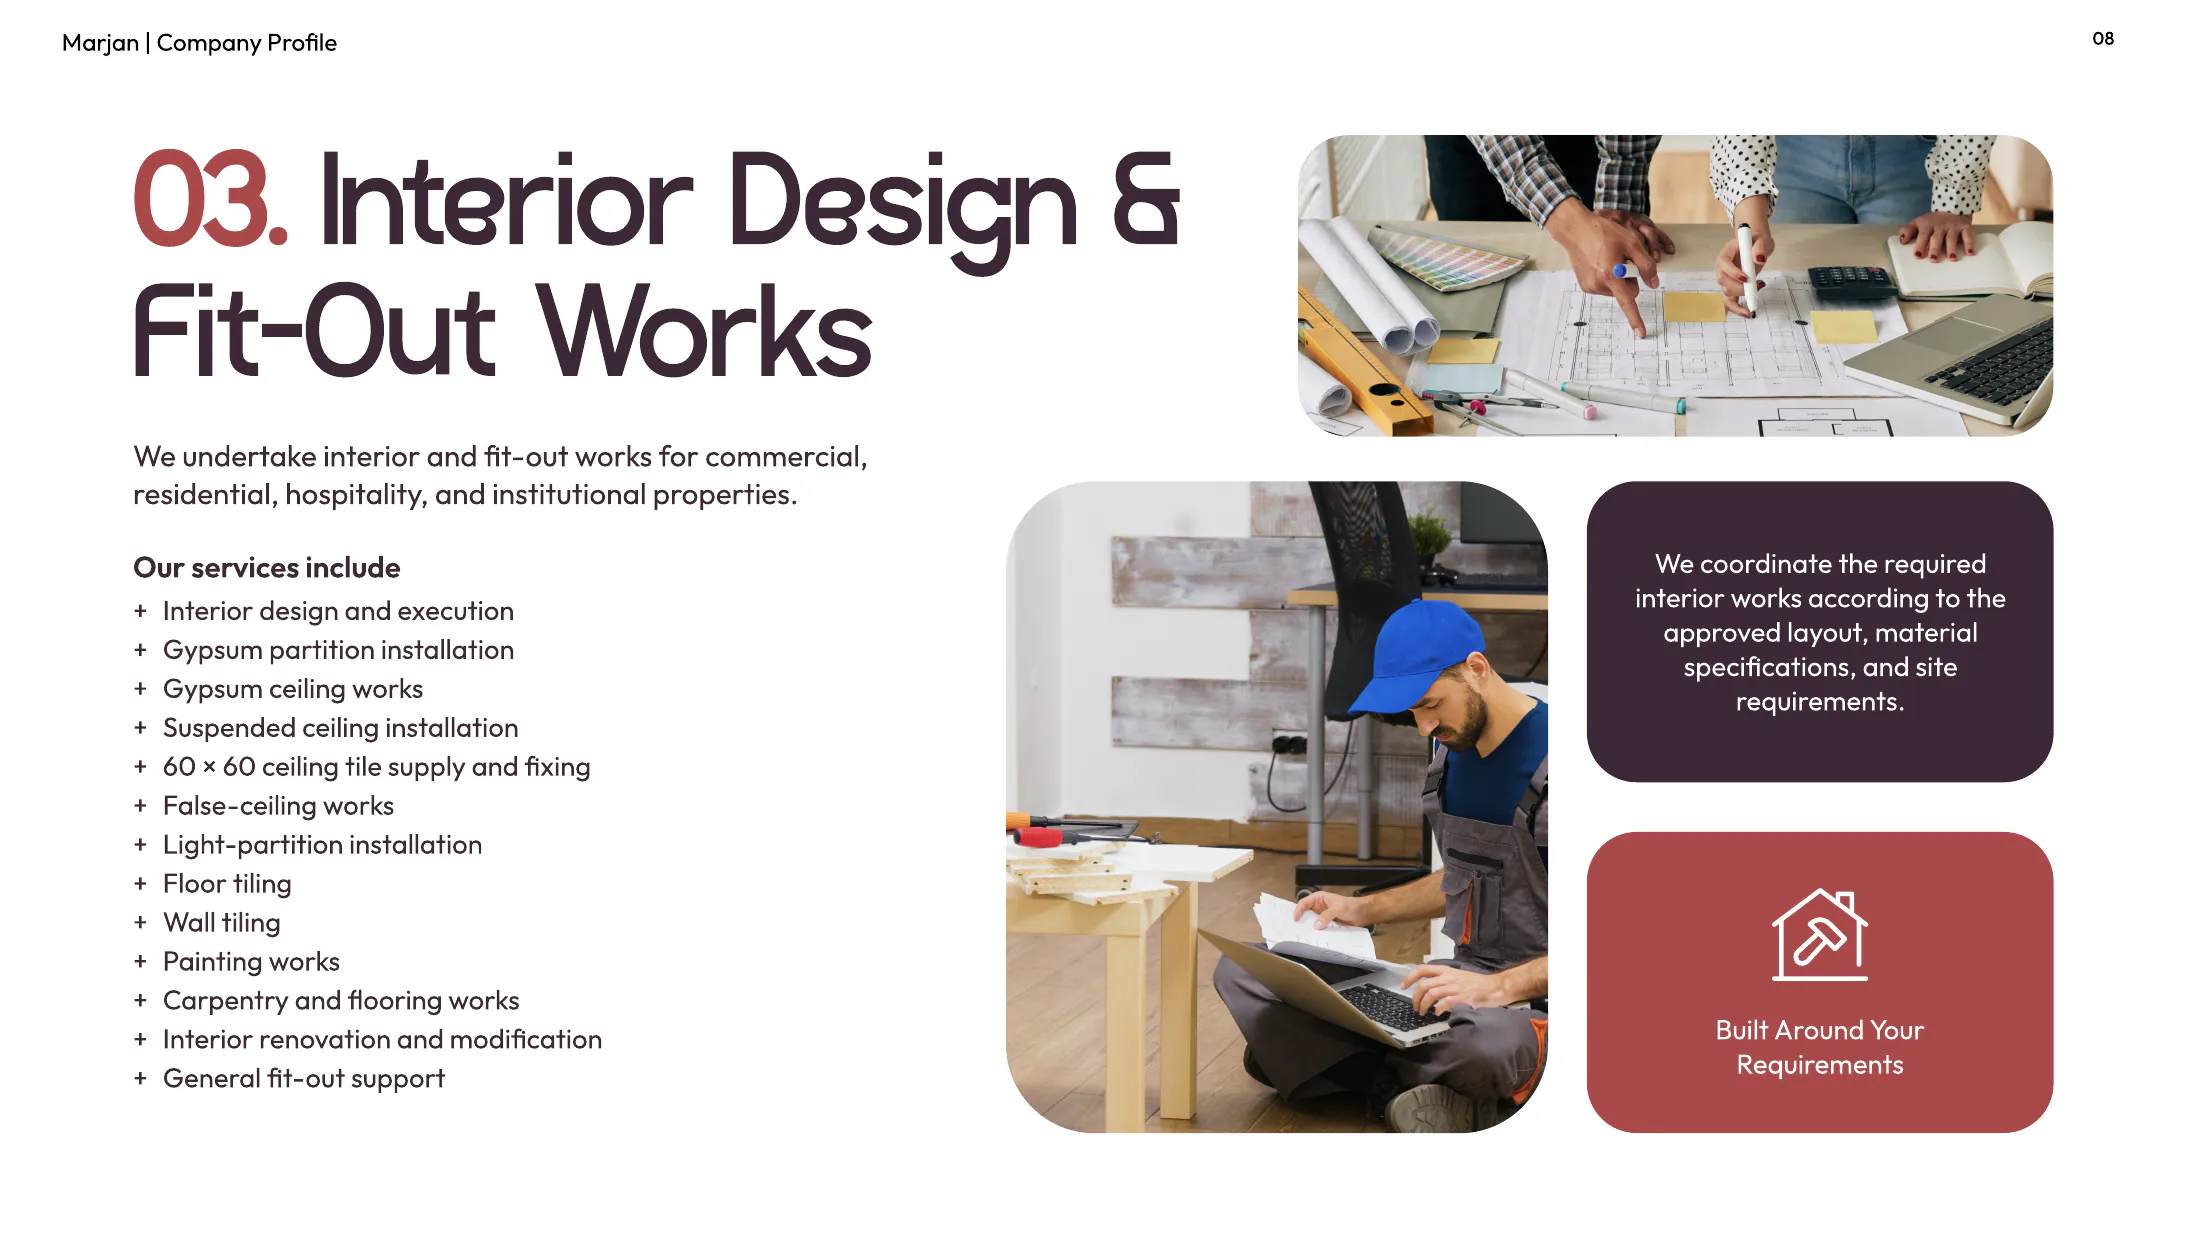 Marjan | Company Profile
08
03. Interior Design &
Fit-Out Works
We undertake interior and fit-out works for commercial,
residential, hospitality, and institutional properties.
Our services include
+ Interior design and execution
+ Gypsum partition installation
+ Gypsum ceiling works
+ Suspended ceiling installation
+ 60 × 60 ceiling tile supply and fixing
+ False-ceiling works
+ Light-partition installation
+ Floor tiling
+ Wall tiling
+ Painting works
+ Carpentry and flooring works
+ Interior renovation and modification
+ General fit-out support
We coordinate the required
interior works according to the
approved layout, material
specifications, and site
requirements.
Built Around Your
Requirements